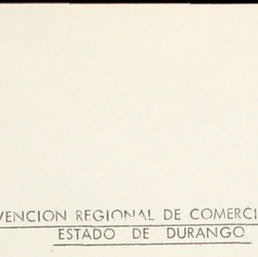 VENCION REGIONAL DE COMERCI
ESTADO DE DURANGO